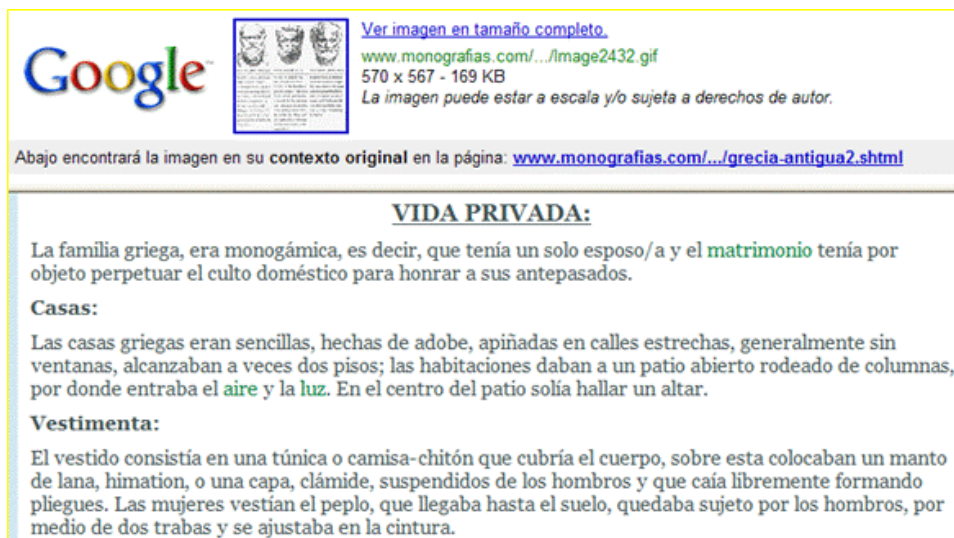 Google™
Ver imagen en tamaño completo.
www.monografias.com/.../Image2432.gif
570 x 567 - 169 KB
La imagen puede estar a escala y/o sujeta a derechos de autor.
Abajo encontrará la imagen en su contexto original en la página: www.monografias.com/.../grecia-antigua2.shtml
VIDA PRIVADA:
La familia griega, era monogámica, es decir, que tenía un solo esposo/a y el matrimonio tenía por
objeto perpetuar el culto doméstico para honrar a sus antepasados.
Casas:
Las casas griegas eran sencillas, hechas de adobe, apiñadas en calles estrechas, generalmente sin
ventanas, alcanzaban a veces dos pisos; las habitaciones daban a un patio abierto rodeado de columnas,
por donde entraba el aire y la luz. En el centro del patio solía hallar un altar.
Vestimenta:
El vestido consistía en una túnica o camisa-chitón que cubría el cuerpo, sobre esta colocaban un manto
de lana, himation, o una capa, clámide, suspendidos de los hombros y que caía libremente formando
pliegues. Las mujeres vestían el peplo, que llegaba hasta el suelo, quedaba sujeto por los hombros, por
medio de dos trabas y se ajustaba en la cintura.